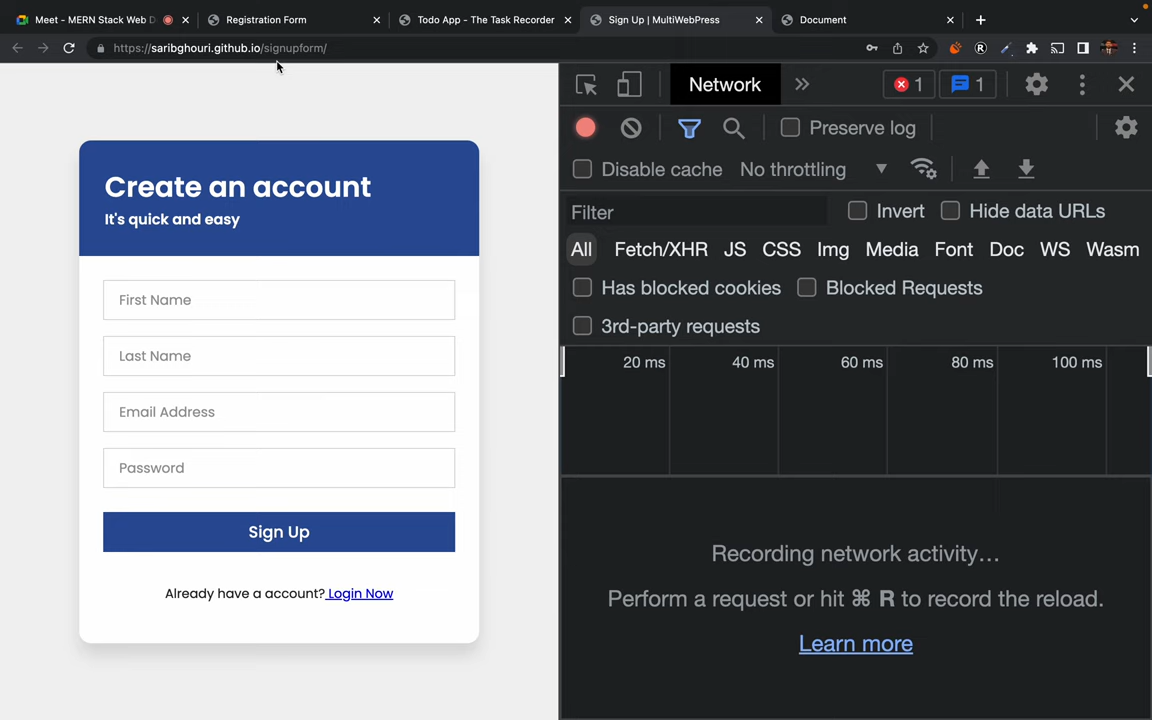 Meet - MERN Stack Web D
Registration Form
Todo App - The Task Recorder
Sign Up | MultiWebPress
Document
https://saribghouri.github.io/signupform/
Network
1
1
Preserve log
Disable cache
No throttling
Filter
Invert
Hide data URLs
All
Fetch/XHR
JS
CSS
Img
Media
Font
Doc
WS
Wasm
Has blocked cookies
Blocked Requests
3rd-party requests
20 ms
40 ms
60 ms
80 ms
100 ms
Recording network activity…
Perform a request or hit ⌘ R to record the reload.
Learn more
Create an account
It's quick and easy
First Name
Last Name
Email Address
Password
Sign Up
Already have a account? Login Now